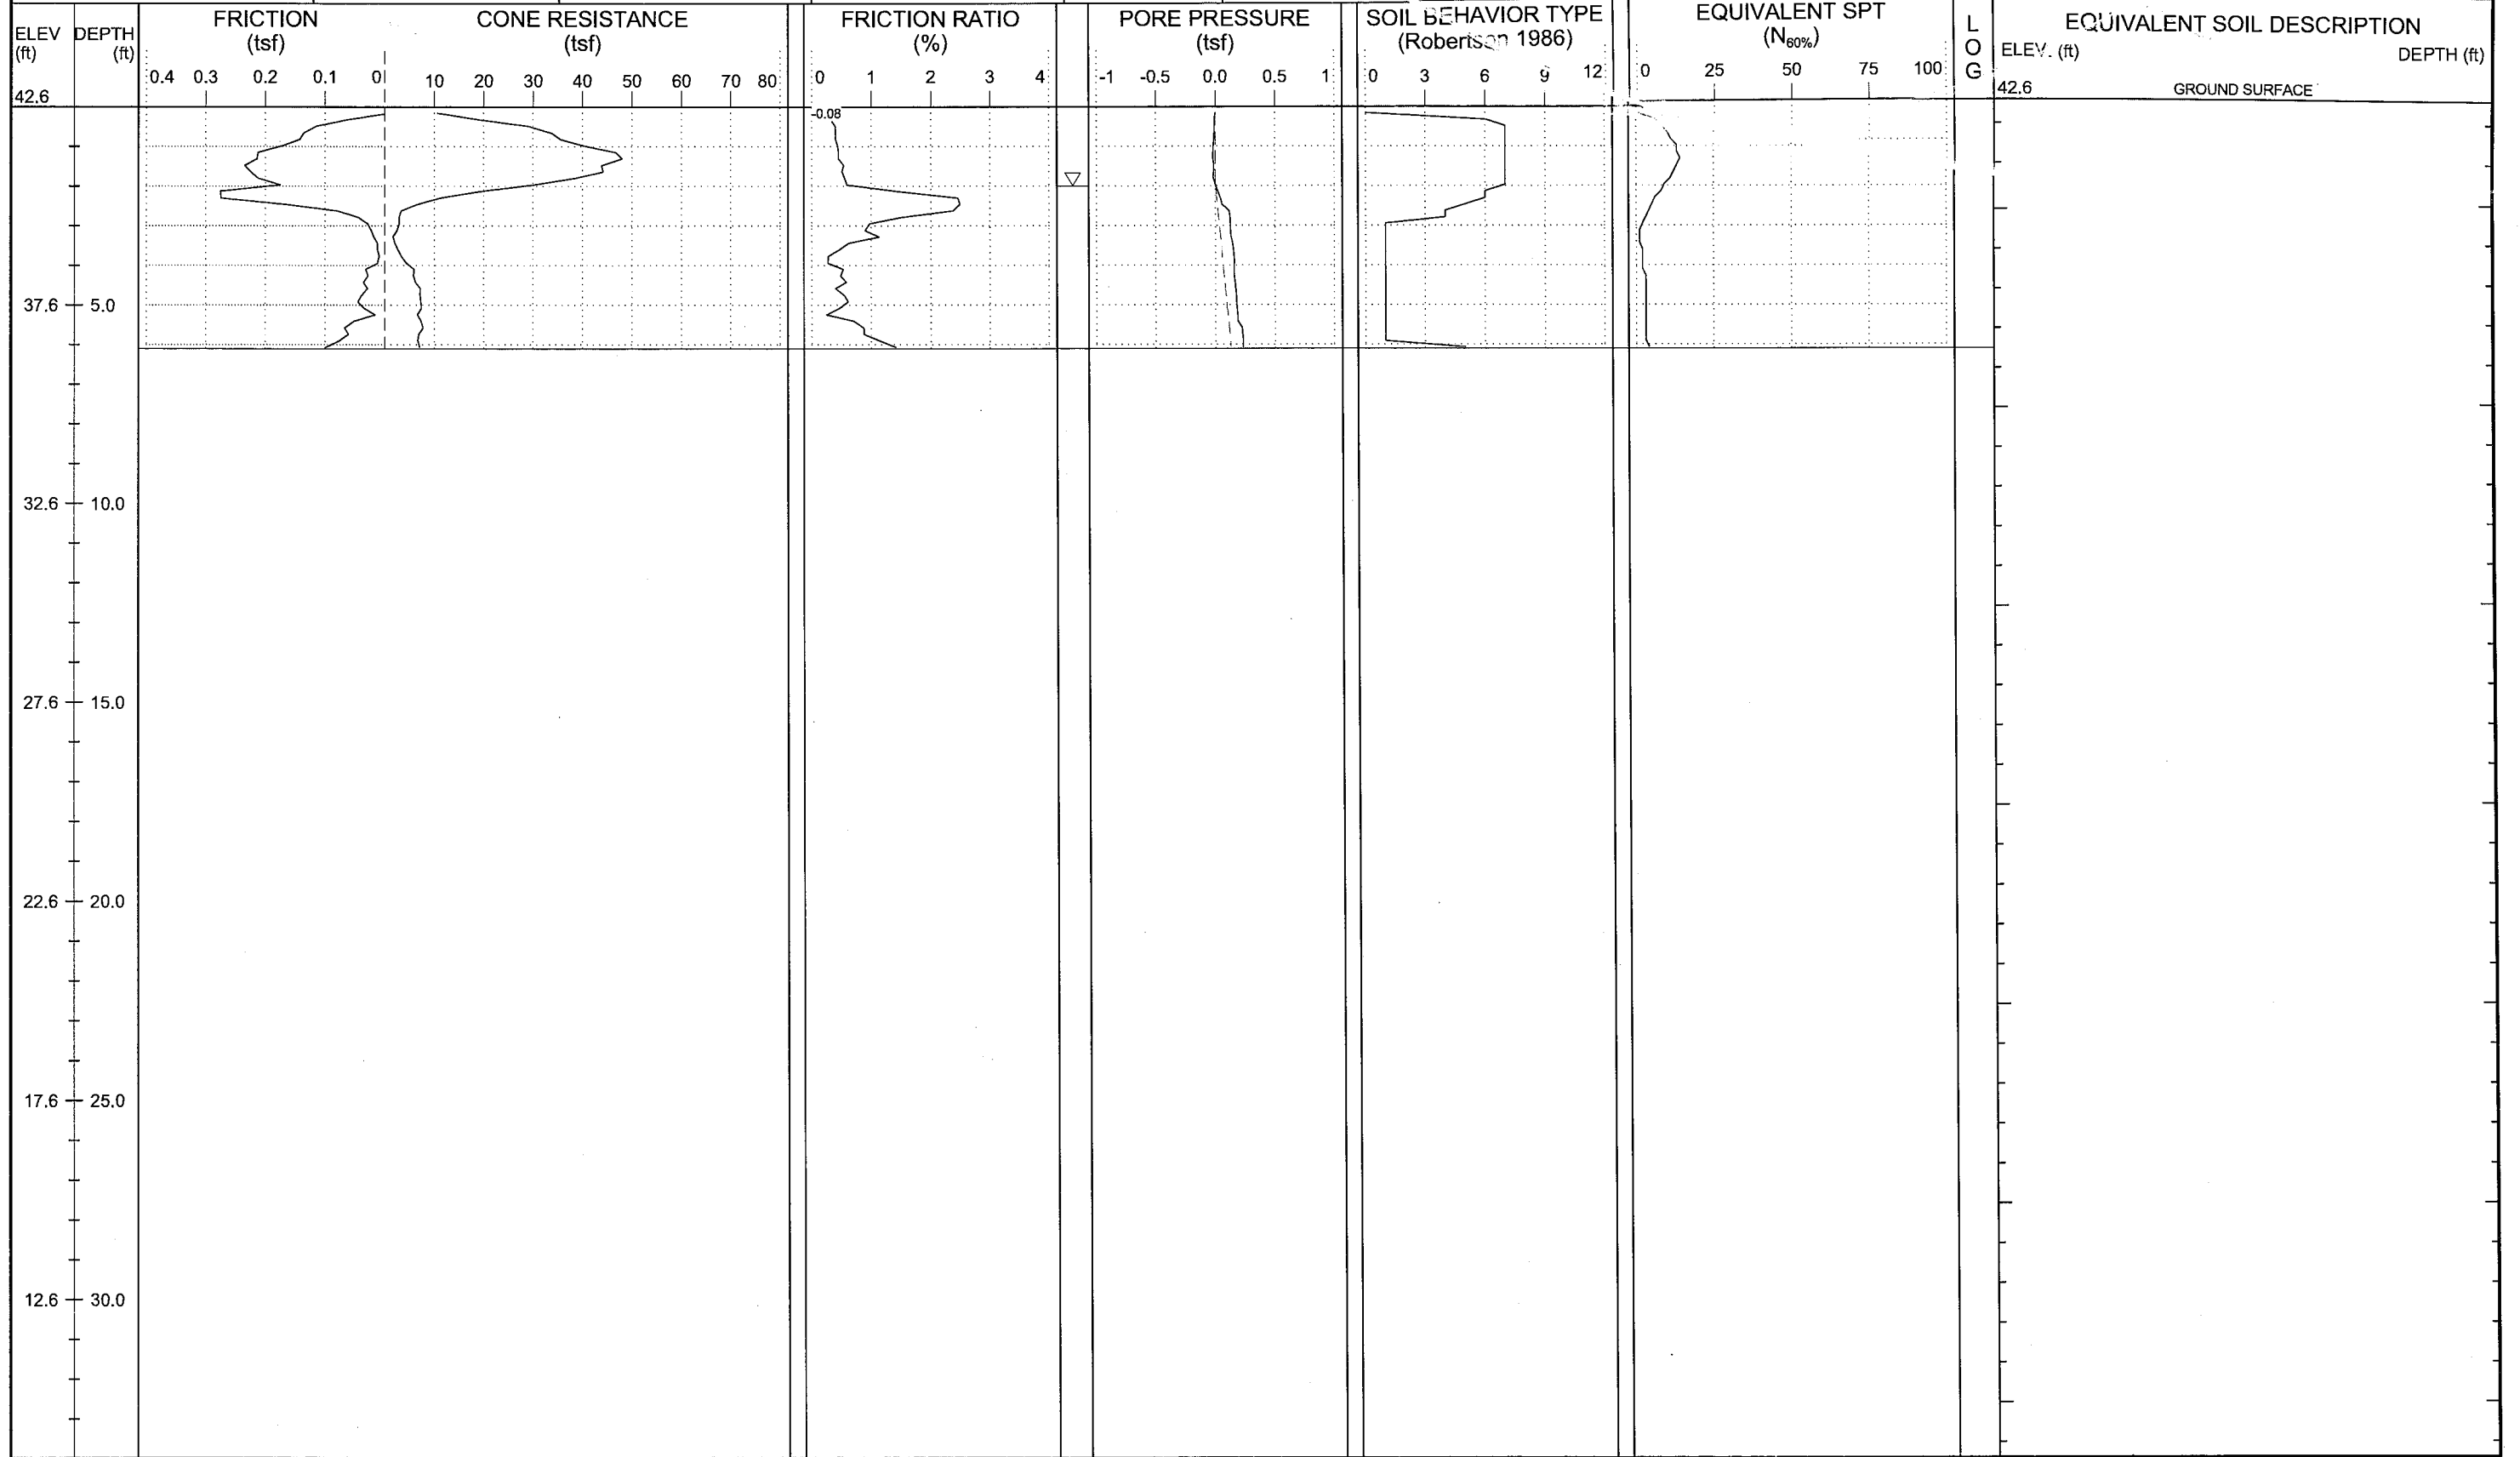 ELEV (ft)
DEPTH (ft)
FRICTION (tsf)
CONE RESISTANCE (tsf)
FRICTION RATIO (%)
PORE PRESSURE (tsf)
SOIL BEHAVIOR TYPE (Robertson 1986)
EQUIVALENT SPT (N60%)
LOG
EQUIVALENT SOIL DESCRIPTION
ELEV. (ft) DEPTH (ft)
0.4 0.3 0.2 0.1 0 10 20 30 40 50 60 70 80
0 1 2 3 4
-1 -0.5 0.0 0.5 1
0 3 6 9 12
0 25 50 75 100
42.6
42.6 GROUND SURFACE
-0.08
37.6 5.0
32.6 10.0
27.6 15.0
22.6 20.0
17.6 25.0
12.6 30.0